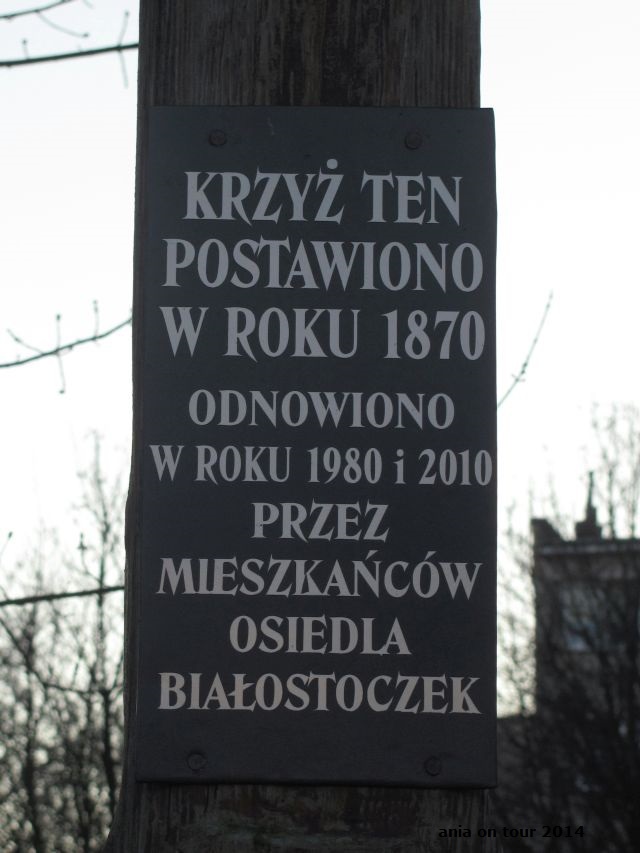 KRZYŻ TEN
POSTAWIONO
W ROKU 1870
ODNOWIONO
W ROKU 1980 i 2010
PRZEZ
MIESZKAŃCÓW
OSIEDLA
BIAŁOSTOCZEK
ania on tour 2014